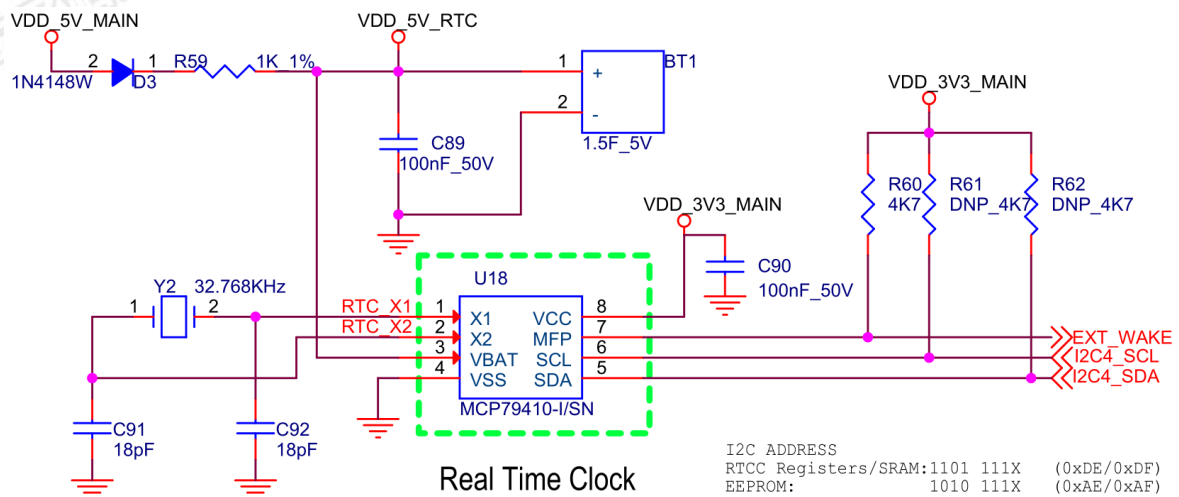 VDD_5V_MAIN
VDD_5V_RTC
2
1
R59
1K_1%
1
BT1
+
1N4148W
D3
VDD_3V3_MAIN
2
-
C89
1.5F_5V
100nF_50V
R60
R61
R62
4K7
DNP_4K7
DNP_4K7
VDD_3V3_MAIN
C90
U18
100nF_50V
Y2
32.768KHz
1
2
RTC_X1
1
X1
VCC
8
RTC_X2
2
X2
MFP
7
EXT_WAKE
3
VBAT
SCL
6
I2C4_SCL
4
VSS
SDA
5
I2C4_SDA
MCP79410-I/SN
C91
C92
18pF
18pF
I2C ADDRESS
Real Time Clock
RTCC Registers/SRAM:1101 111X (0xDE/0xDF)
EEPROM: 1010 111X (0xAE/0xAF)